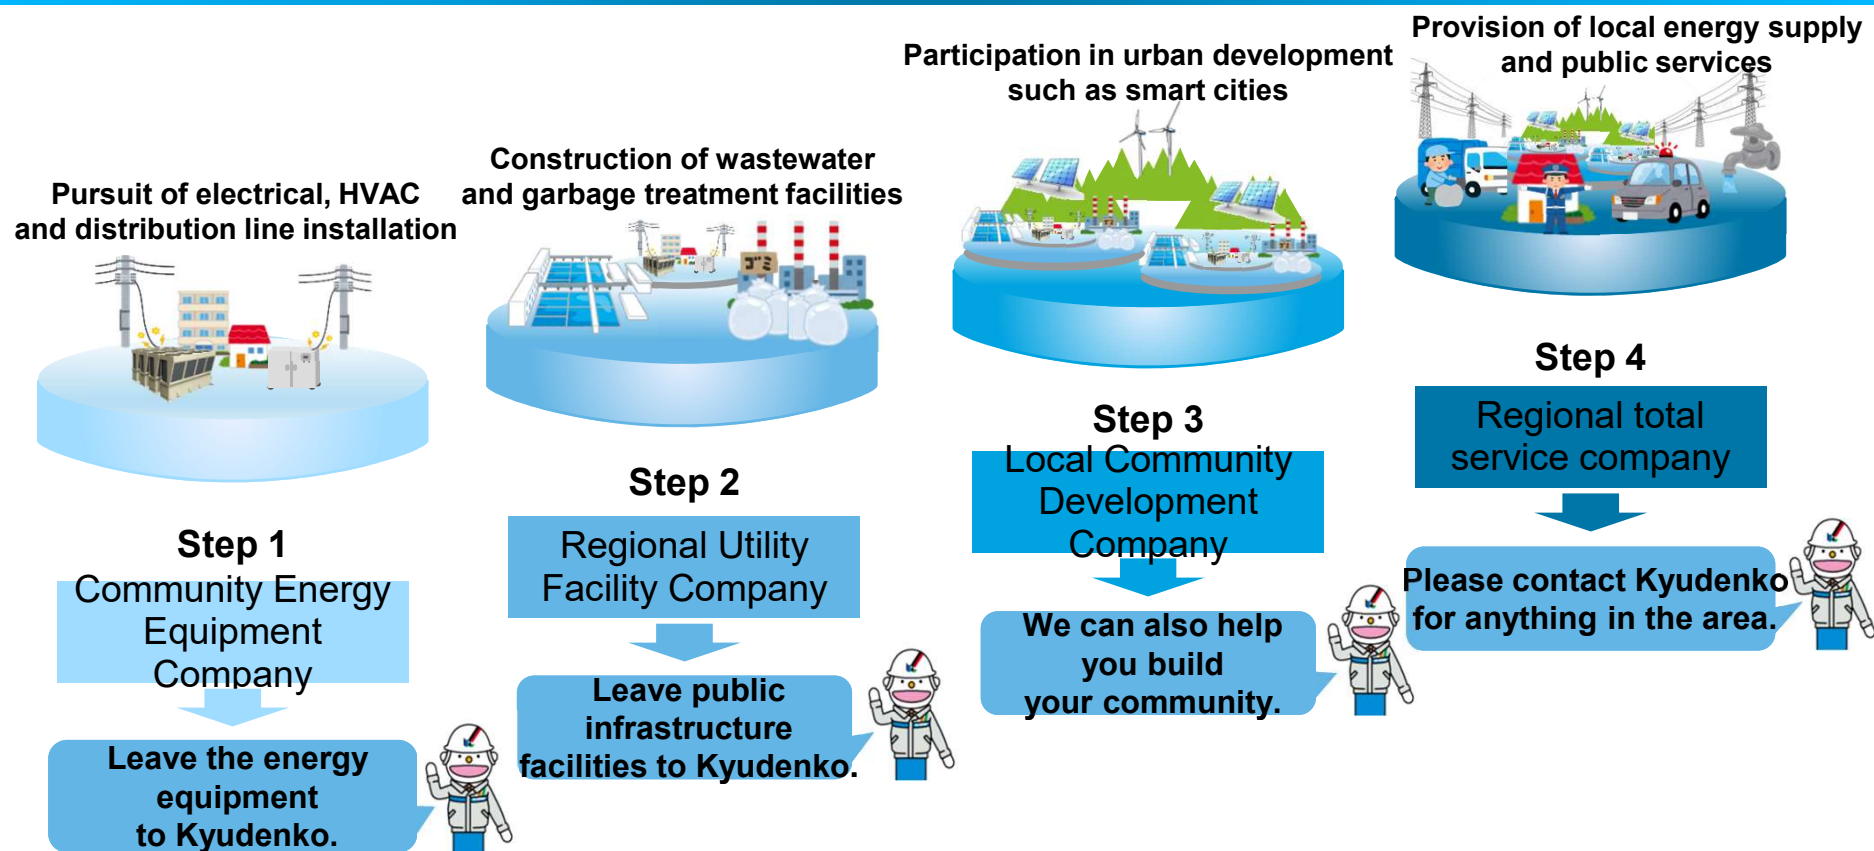 Pursuit of electrical, HVAC
and distribution line installation
Step 1
Community Energy
Equipment
Company
Leave the energy
equipment
to Kyudenko.
Construction of wastewater
and garbage treatment facilities
ゴミ
Step 2
Regional Utility
Facility Company
Leave public
infrastructure
facilities to Kyudenko.
Participation in urban development
such as smart cities
Step 3
Local Community
Development
Company
We can also help
you build
your community.
Provision of local energy supply
and public services
Step 4
Regional total
service company
Please contact Kyudenko
for anything in the area.